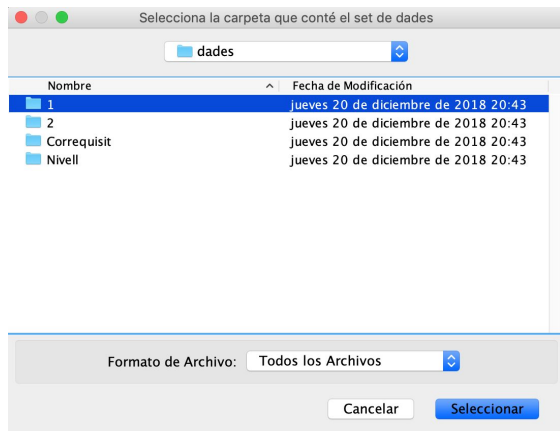 Selecciona la carpeta que conté el set de dades
dades
Nombre Fecha de Modificación
1 jueves 20 de diciembre de 2018 20:43
2 jueves 20 de diciembre de 2018 20:43
Correquisit jueves 20 de diciembre de 2018 20:43
Nivell jueves 20 de diciembre de 2018 20:43
Formato de Archivo: Todos los Archivos
Cancelar Seleccionar